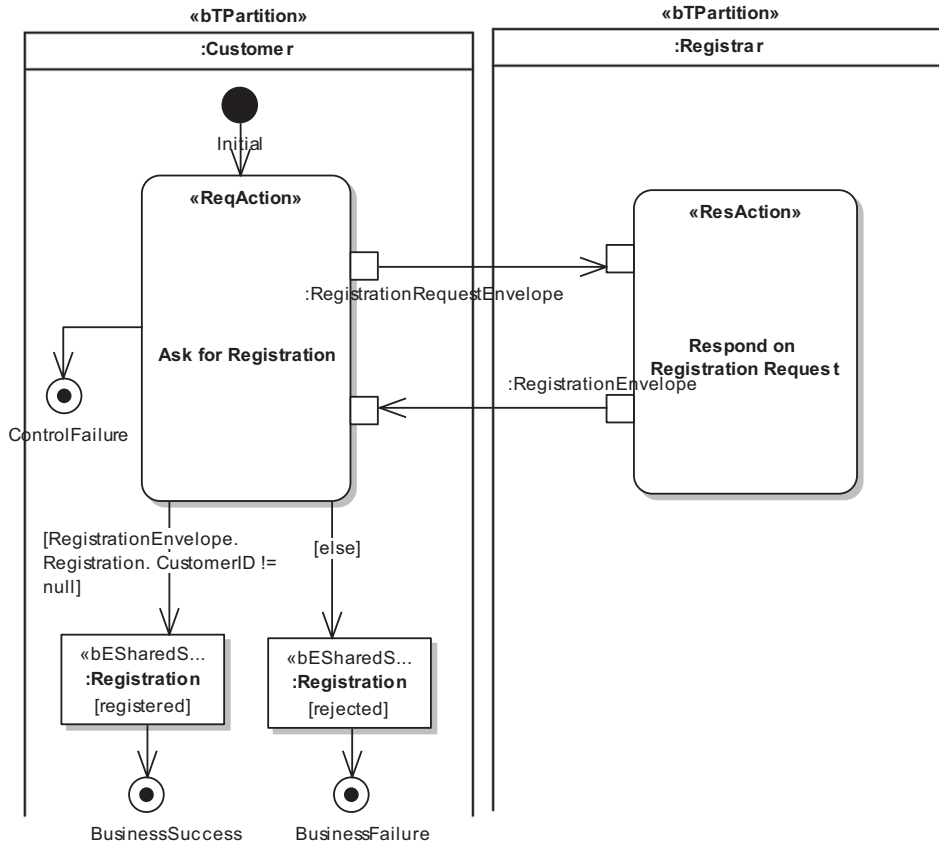 «bTPartition»
:Customer
«bTPartition»
:Registrar
Initial
«ReqAction»
Ask for Registration
«ResAction»
Respond on
Registration Request
:RegistrationRequestEnvelope
:RegistrationEnvelope
ControlFailure
[RegistrationEnvelope.
Registration. CustomerID !=
null]
[else]
«bESharedS...
:Registration
[registered]
«bESharedS...
:Registration
[rejected]
BusinessSuccess
BusinessFailure